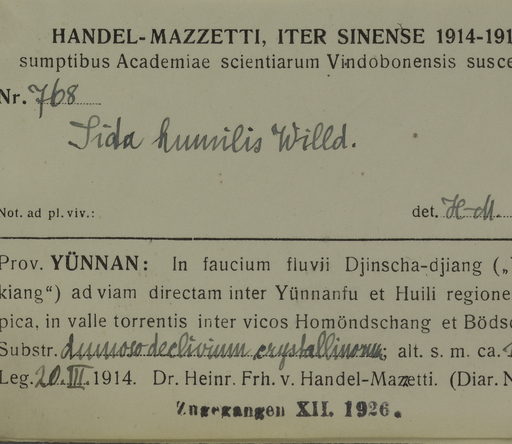 HANDEL-MAZZETTI, ITER SINENSE 1914-191
sumptibus Academiae scientiarum Vindobonensis susce
Nr. 768
Sida humilis Willd.
Not. ad pl. viv.:
det. H-M.
Prov. YÜNNAN: In faucium fluvii Djinscha-djiang („
kiang“) ad viam directam inter Yünnanfu et Huili regione
pica, in valle torrentis inter vicos Homöndschang et Bödsc
Substr. declivium crystallinorum; alt. s. m. ca.
Leg. 20.III. 1914. Dr. Heinr. Frh. v. Handel-Mazzetti. (Diar. N
Zugegangen XII. 1926.